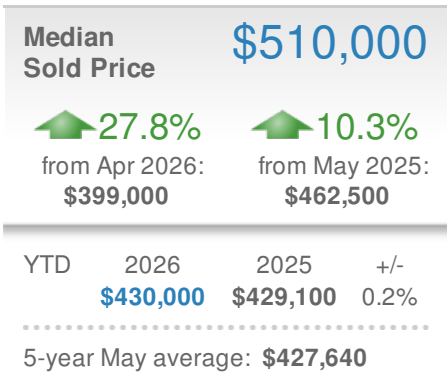 Median
Sold Price
$510,000
27.8%
from Apr 2026:
$399,000
10.3%
from May 2025:
$462,500
YTD 2026 2025 +/-
$430,000 $429,100 0.2%
5-year May average: $427,640